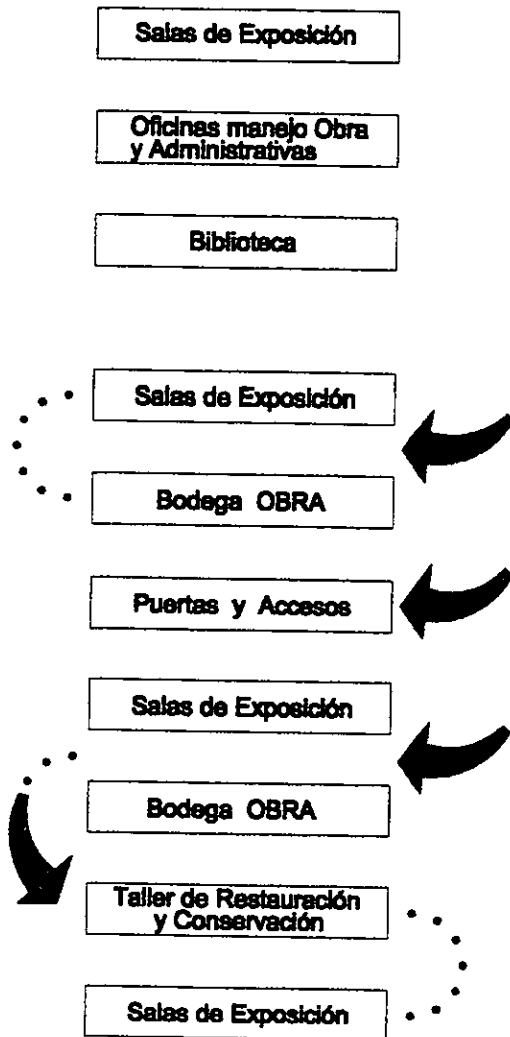 Salas de Exposición
Oficinas manejo Obra
y Administrativas
Biblioteca
Salas de Exposición
Bodega OBRA
Puertas y Accesos
Salas de Exposición
Bodega OBRA
Taller de Restauración
y Conservación
Salas de Exposición